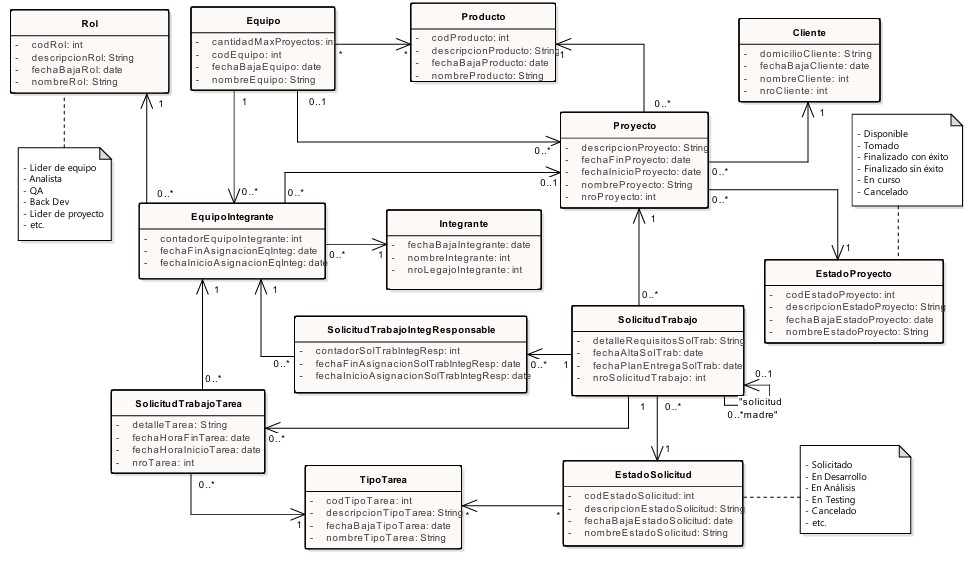 Rol
- codRol: int
- descripcionRol: String
- fechaBajaRol: date
- nombreRol: String
Equipo
- cantidadMaxProyectos: int
- codEquipo: int
- fechaBajaEquipo: date
- nombreEquipo: String
Producto
- codProducto: int
- descripcionProducto: String
- fechaBajaProducto: date
- nombreProducto: String
Cliente
- domicilioCliente: String
- fechaBajaCliente: date
- nombreCliente: int
- nroCliente: int
*
*
1
1
1
0..1
0..*
1
- Lider de equipo
- Analista
- QA
- Back Dev
- Lider de proyecto
- etc.
Proyecto
- descripcionProyecto: String
- fechaFinProyecto: date
- fechaInicioProyecto: date
- nombreProyecto: String
- nroProyecto: int
- Disponible
- Tomado
- Finalizado con éxito
- Finalizado sin éxito
- En curso
- Cancelado
0..*
0..*
0..1
0..*
0..*
0..*
0..*
EquipoIntegrante
- contadorEquipoIntegrante: int
- fechaFinAsignacionEqInteg: date
- fechaInicioAsignacionEqInteg: date
Integrante
- fechaBajaIntegrante: date
- nombreIntegrante: int
- nroLegajoIntegrante: int
0..*
1
1
1
EstadoProyecto
- codEstadoProyecto: int
- descripcionEstadoProyecto: String
- fechaBajaEstadoProyecto: date
- nombreEstadoProyecto: String
1
1
0..*
SolicitudTrabajoIntegResponsable
- contadorSolTrabIntegResp: int
- fechaFinAsignacionSolTrabIntegResp: date
- fechaInicioAsignacionSolTrabIntegResp: date
SolicitudTrabajo
- detalleRequisitosSolTrab: String
- fechaAltaSolTrab: date
- fechaPlanEntregaSolTrab: date
- nroSolicitudTrabajo: int
0..*
0..*
1
0..1
0..*
SolicitudTrabajoTarea
- detalleTarea: String
- fechaHoraFinTarea: date
- fechaHoraInicioTarea: date
- nroTarea: int
1
0..*
"solicitud
0..*madre"
0..*
1
TipoTarea
- codTipoTarea: int
- descripcionTipoTarea: String
- fechaBajaTipoTarea: date
- nombreTipoTarea: String
EstadoSolicitud
- codEstadoSolicitud: int
- descripcionEstadoSolicitud: String
- fechaBajaEstadoSolicitud: date
- nombreEstadoSolicitud: String
- Solicitado
- En Desarrollo
- En Análisis
- En Testing
- Cancelado
- etc.
0..*
1
*
*